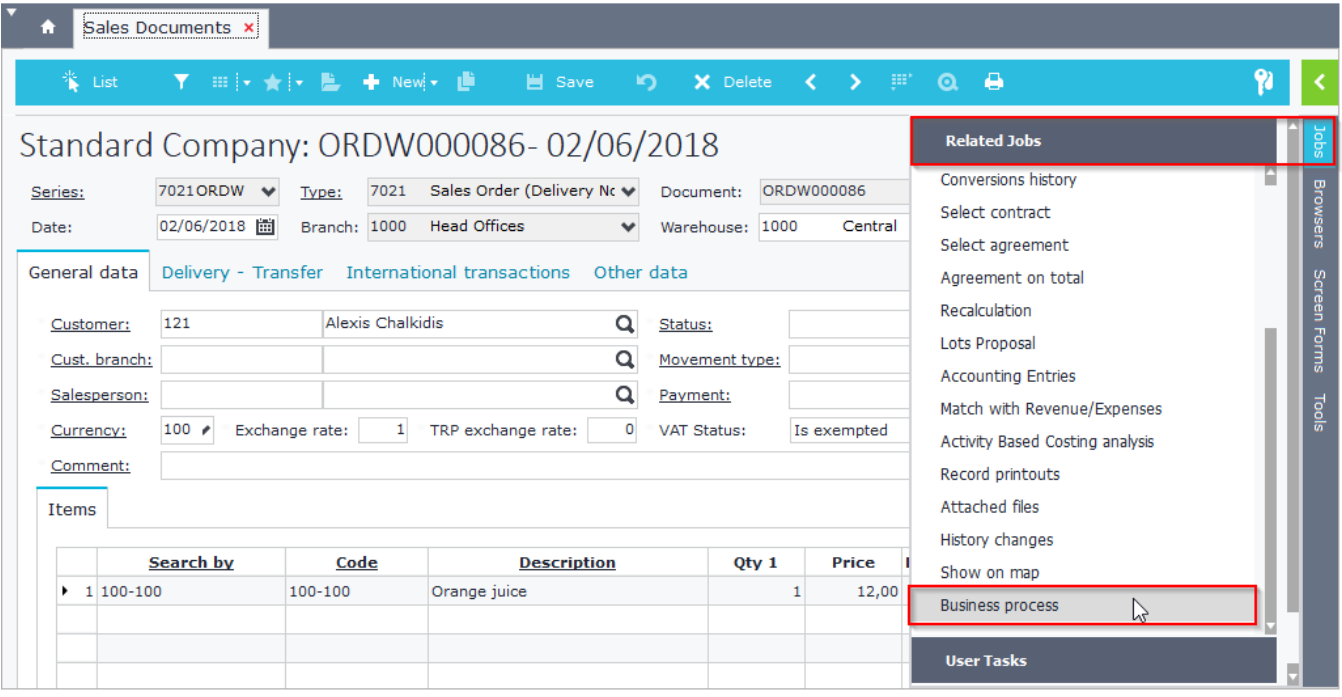 Sales Documents ×
List New Save Delete
Standard Company: ORDW000086- 02/06/2018
Series: 7021ORDW Type: 7021 Sales Order (Delivery No Document: ORDW000086
Date: 02/06/2018 Branch: 1000 Head Offices Warehouse: 1000 Central
General data Delivery - Transfer International transactions Other data
Customer: 121 Alexis Chalkidis Status:
Cust. branch: Movement type:
Salesperson: Payment:
Currency: 100 Exchange rate: 1 TRP exchange rate: 0 VAT Status: Is exempted
Comment:
Items
Search by Code Description Qty 1 Price
1 100-100 100-100 Orange juice 1 12,00
Related Jobs
Conversions history
Select contract
Select agreement
Agreement on total
Recalculation
Lots Proposal
Accounting Entries
Match with Revenue/Expenses
Activity Based Costing analysis
Record printouts
Attached files
History changes
Show on map
Business process
User Tasks
Jobs
Browsers
Screen Forms
Tools